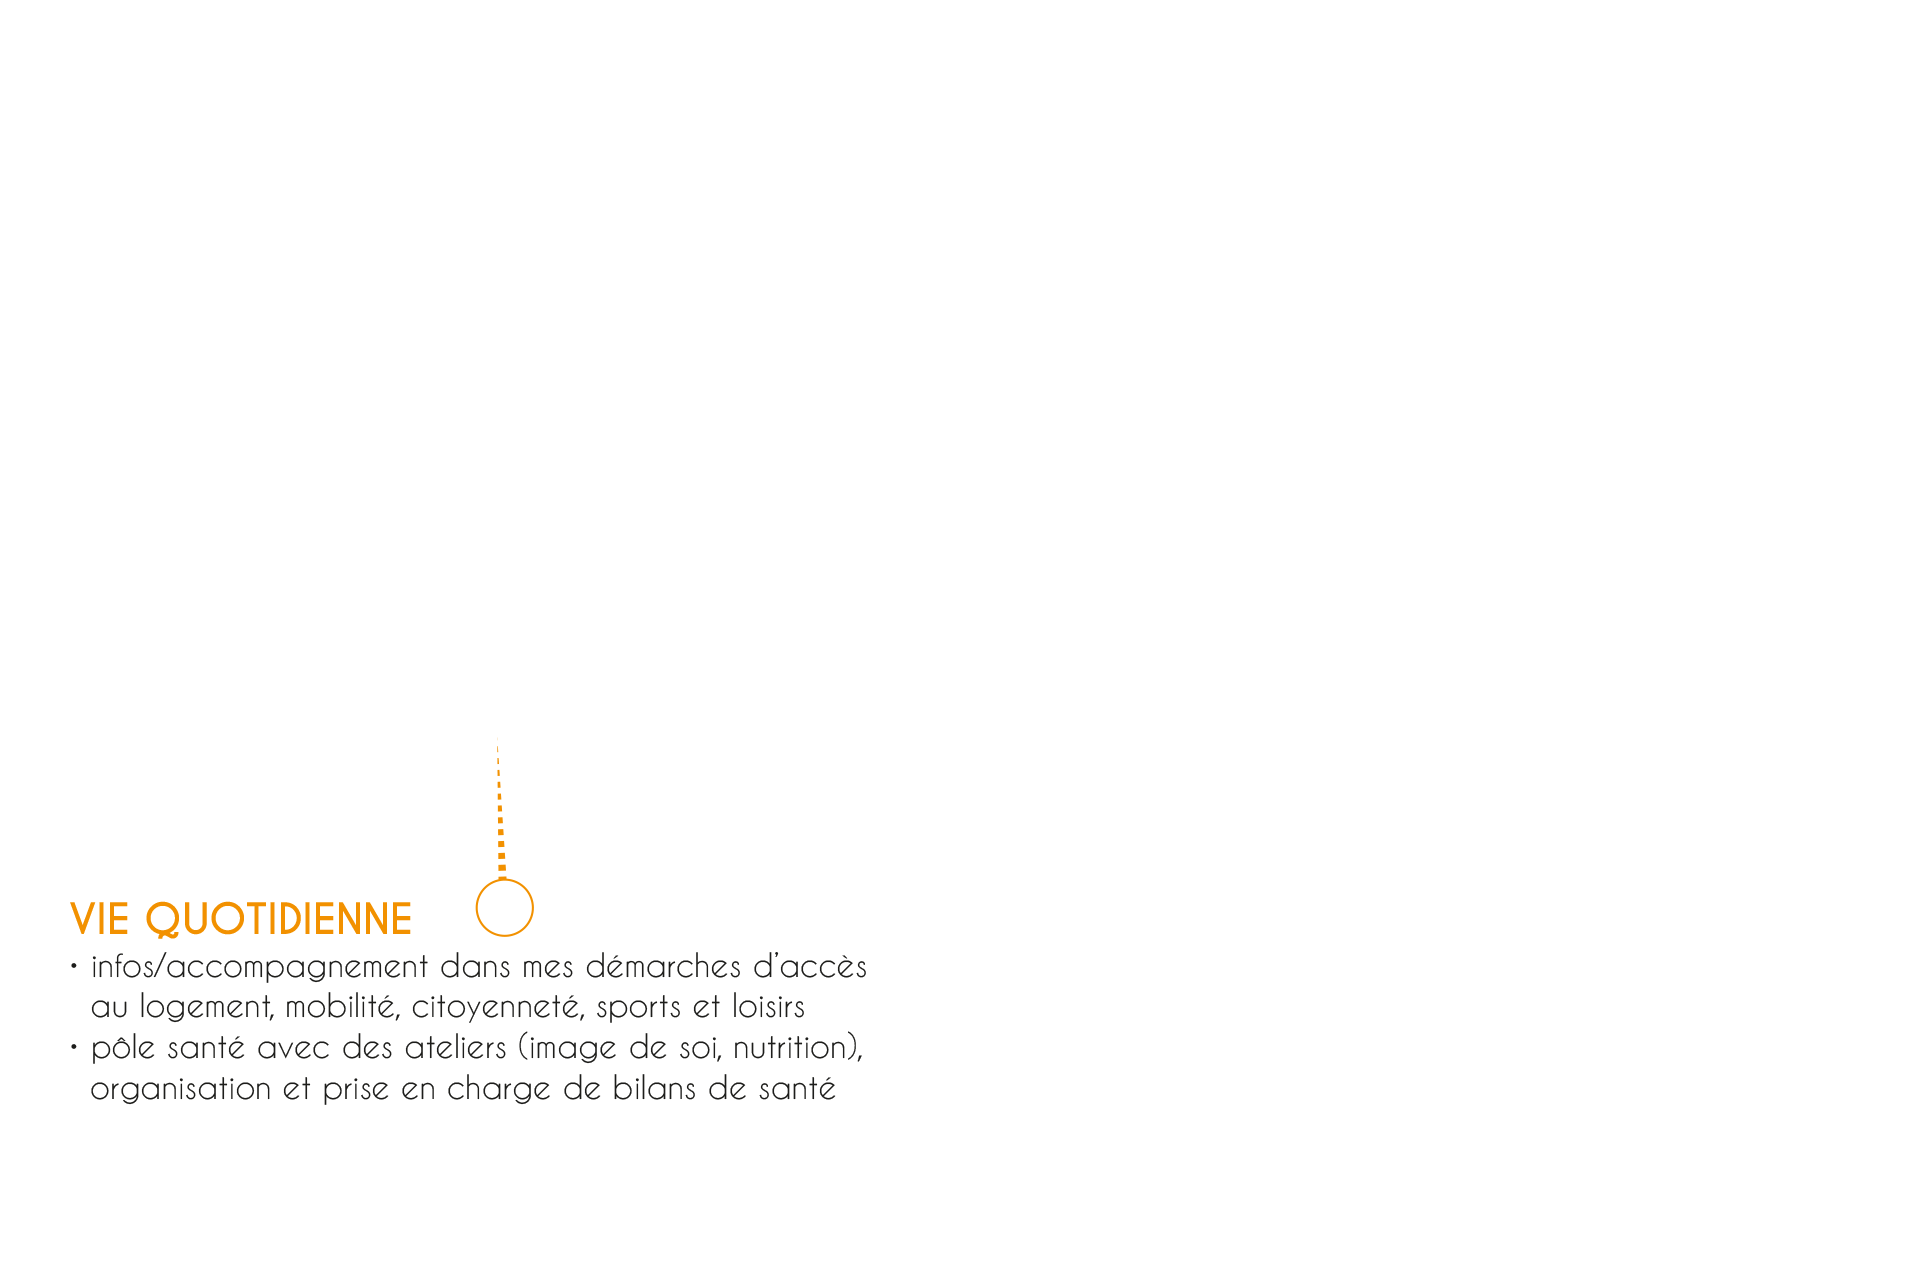 VIE QUOTIDIENNE
• infos/accompagnement dans mes démarches d’accès
au logement, mobilité, citoyenneté, sports et loisirs
• pôle santé avec des ateliers (image de soi, nutrition),
organisation et prise en charge de bilans de santé